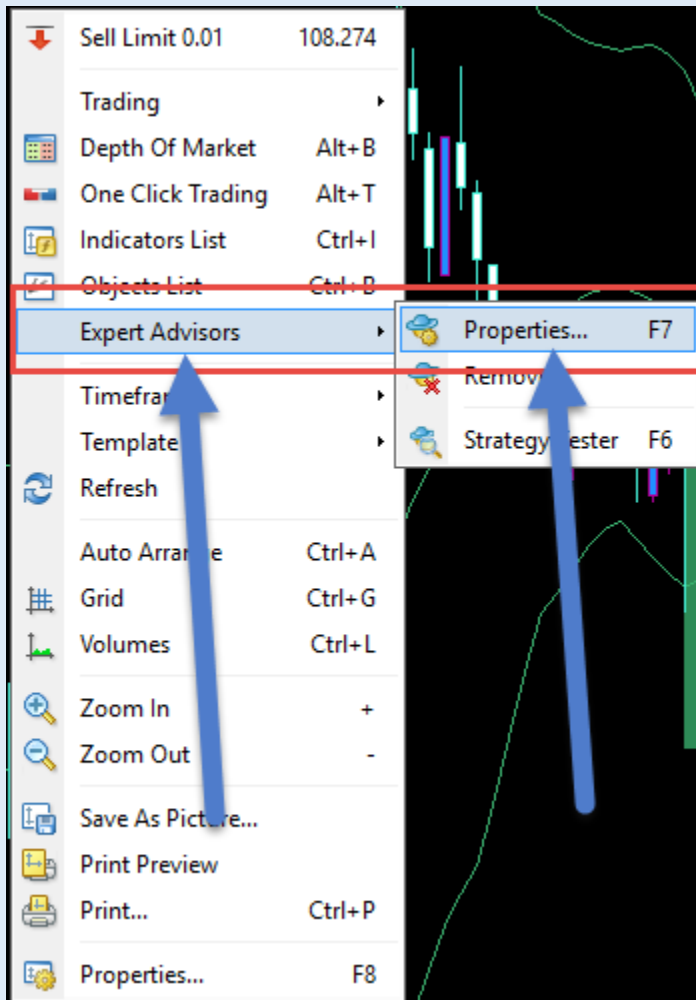 Sell Limit 0.01 108.274
Trading
Depth Of Market Alt+B
One Click Trading Alt+T
Indicators List Ctrl+I
Objects List Ctrl+B
Expert Advisors
Properties... F7
Remove
Timefra
Strategy Tester F6
Template
Refresh
Auto Arrange Ctrl+A
Grid Ctrl+G
Volumes Ctrl+L
Zoom In +
Zoom Out -
Save As Picture...
Print Preview
Print... Ctrl+P
Properties... F8